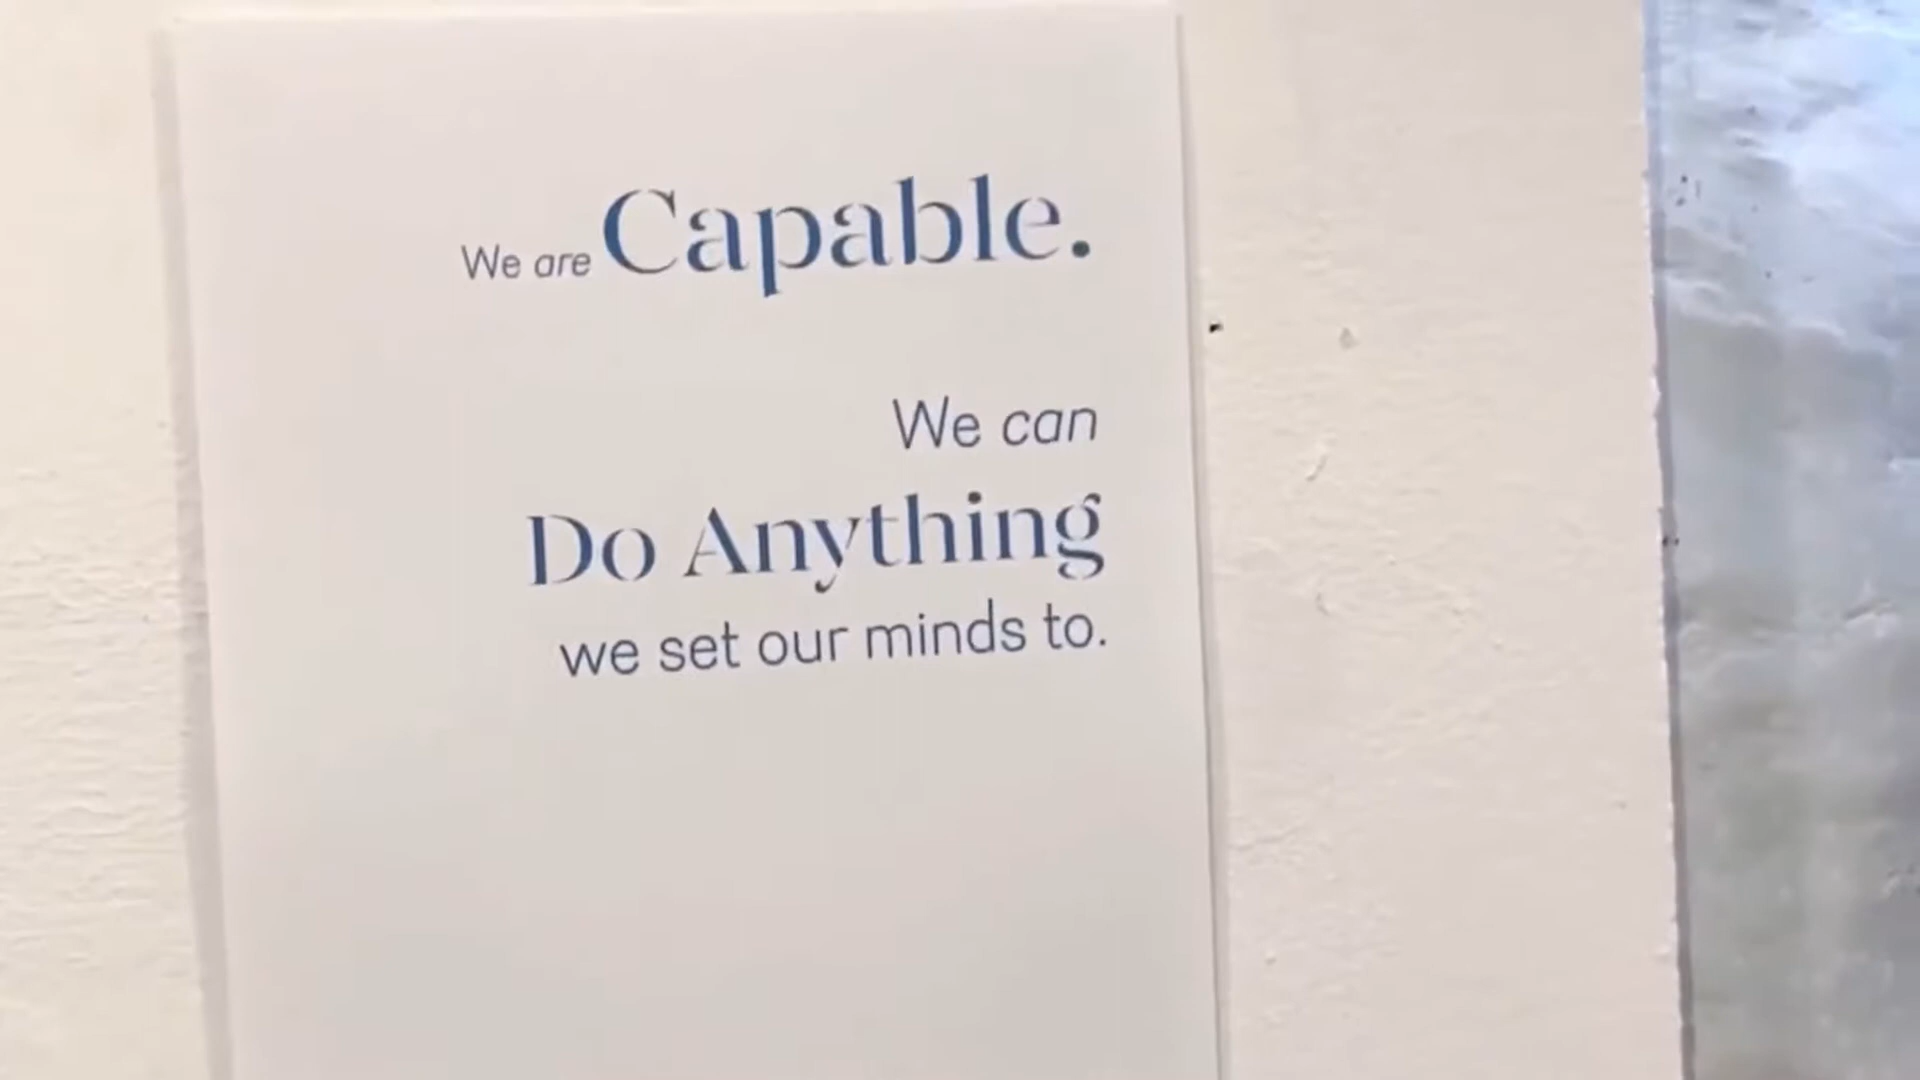 We are Capable.
We can
Do Anything
we set our minds to.